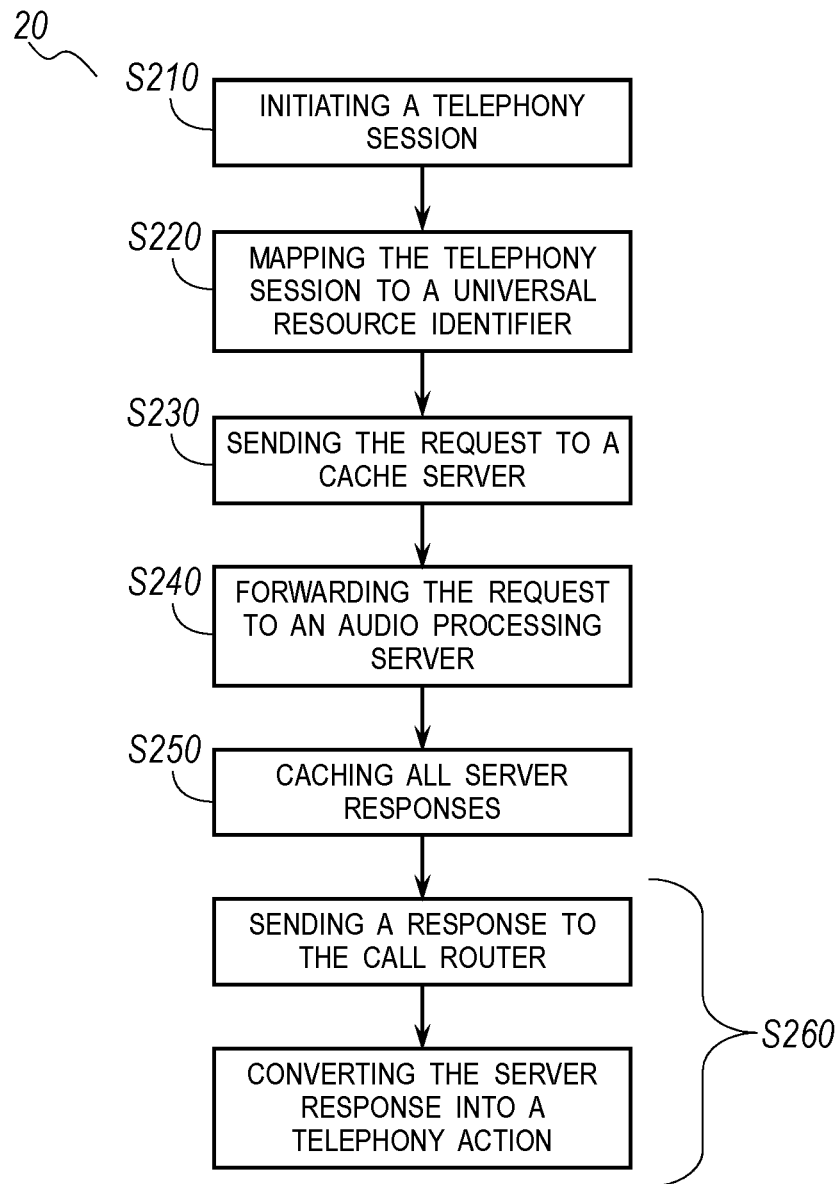 20
S210
INITIATING A TELEPHONY
SESSION
S220
MAPPING THE TELEPHONY
SESSION TO A UNIVERSAL
RESOURCE IDENTIFIER
S230
SENDING THE REQUEST TO A
CACHE SERVER
S240
FORWARDING THE REQUEST
TO AN AUDIO PROCESSING
SERVER
S250
CACHING ALL SERVER
RESPONSES
SENDING A RESPONSE TO
THE CALL ROUTER
S260
CONVERTING THE SERVER
RESPONSE INTO A
TELEPHONY ACTION